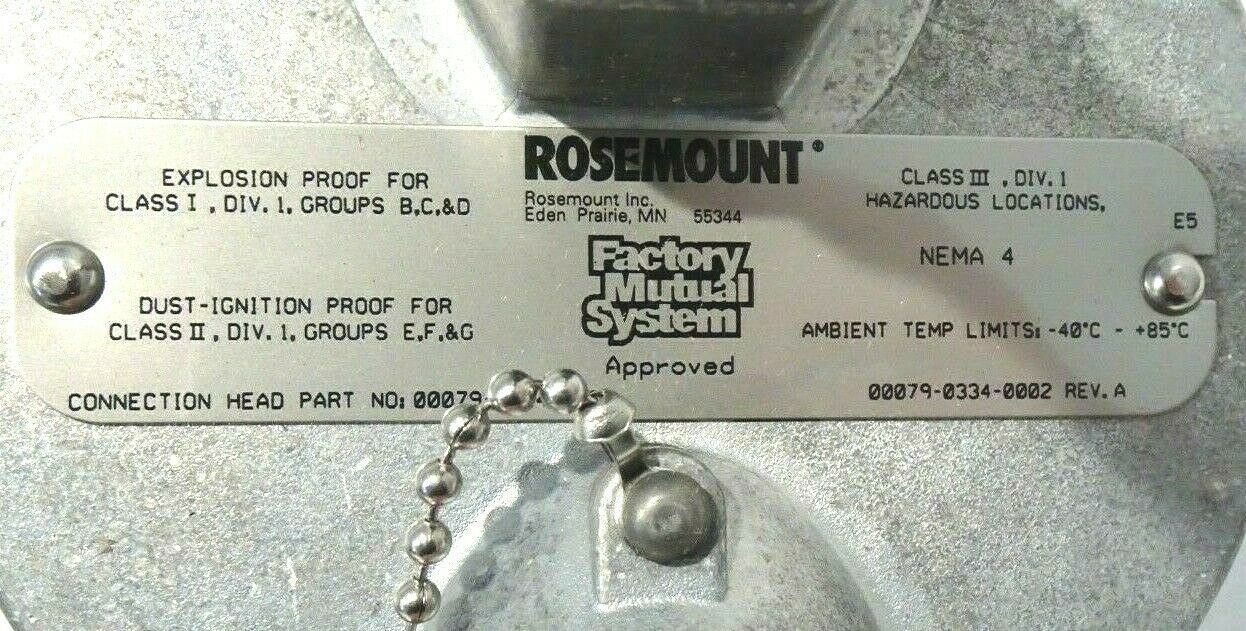 EXPLOSION PROOF FOR
CLASS I, DIV. 1, GROUPS B,C,&D
DUST-IGNITION PROOF FOR
CLASS II, DIV. 1, GROUPS E,F,&G
CONNECTION HEAD PART NO: 00079-
ROSEMOUNT®
Rosemount Inc.
Eden Prairie, MN 55344
Factory
Mutual
System
Approved
CLASS III, DIV. 1
HAZARDOUS LOCATIONS,
E5
NEMA 4
AMBIENT TEMP LIMITS: -40°C - +85°C
00079-0334-0002 REV. A